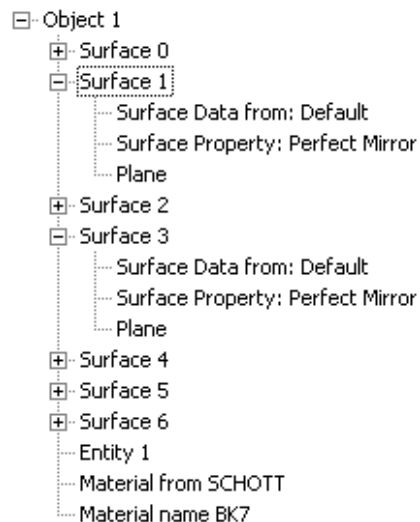 Object 1
Surface 0
Surface 1
Surface Data from: Default
Surface Property: Perfect Mirror
Plane
Surface 2
Surface 3
Surface Data from: Default
Surface Property: Perfect Mirror
Plane
Surface 4
Surface 5
Surface 6
Entity 1
Material from SCHOTT
Material name BK7